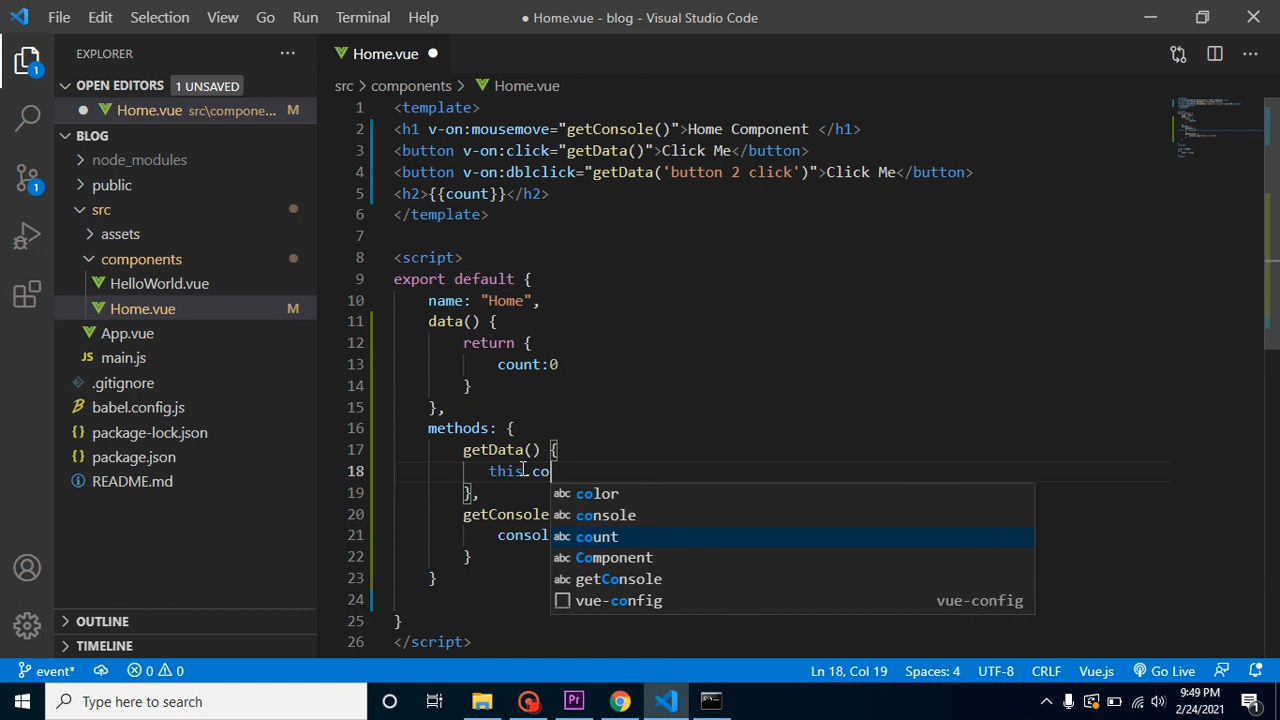 File Edit Selection View Go Run Terminal Help
● Home.vue - blog - Visual Studio Code
EXPLORER
OPEN EDITORS 1 UNSAVED
Home.vue src\compone... M
BLOG
node_modules
public
src
assets
components
HelloWorld.vue
Home.vue M
App.vue
main.js
.gitignore
babel.config.js
package-lock.json
package.json
README.md
OUTLINE
TIMELINE
1
1
Home.vue
src > components > Home.vue
1 <template>
2 <h1 v-on:mousemove="getConsole()">Home Component </h1>
3 <button v-on:click="getData()">Click Me</button>
4 <button v-on:dblclick="getData('button 2 click')">Click Me</button>
5 <h2>{{count}}</h2>
6 </template>
7
8 <script>
9 export default {
10 name: "Home",
11 data() {
12 return {
13 count:0
14 }
15 },
16 methods: {
17 getData() {
18 this.co
19 },
20 getConsole
21 consol
22 }
23 }
24
25 }
26 </script>
abc color
abc console
abc count
abc Component
abc getConsole
vue-config vue-config
event* 0 0 Ln 18, Col 19 Spaces: 4 UTF-8 CRLF Vue.js Go Live
Type here to search
9:49 PM
2/24/2021
1